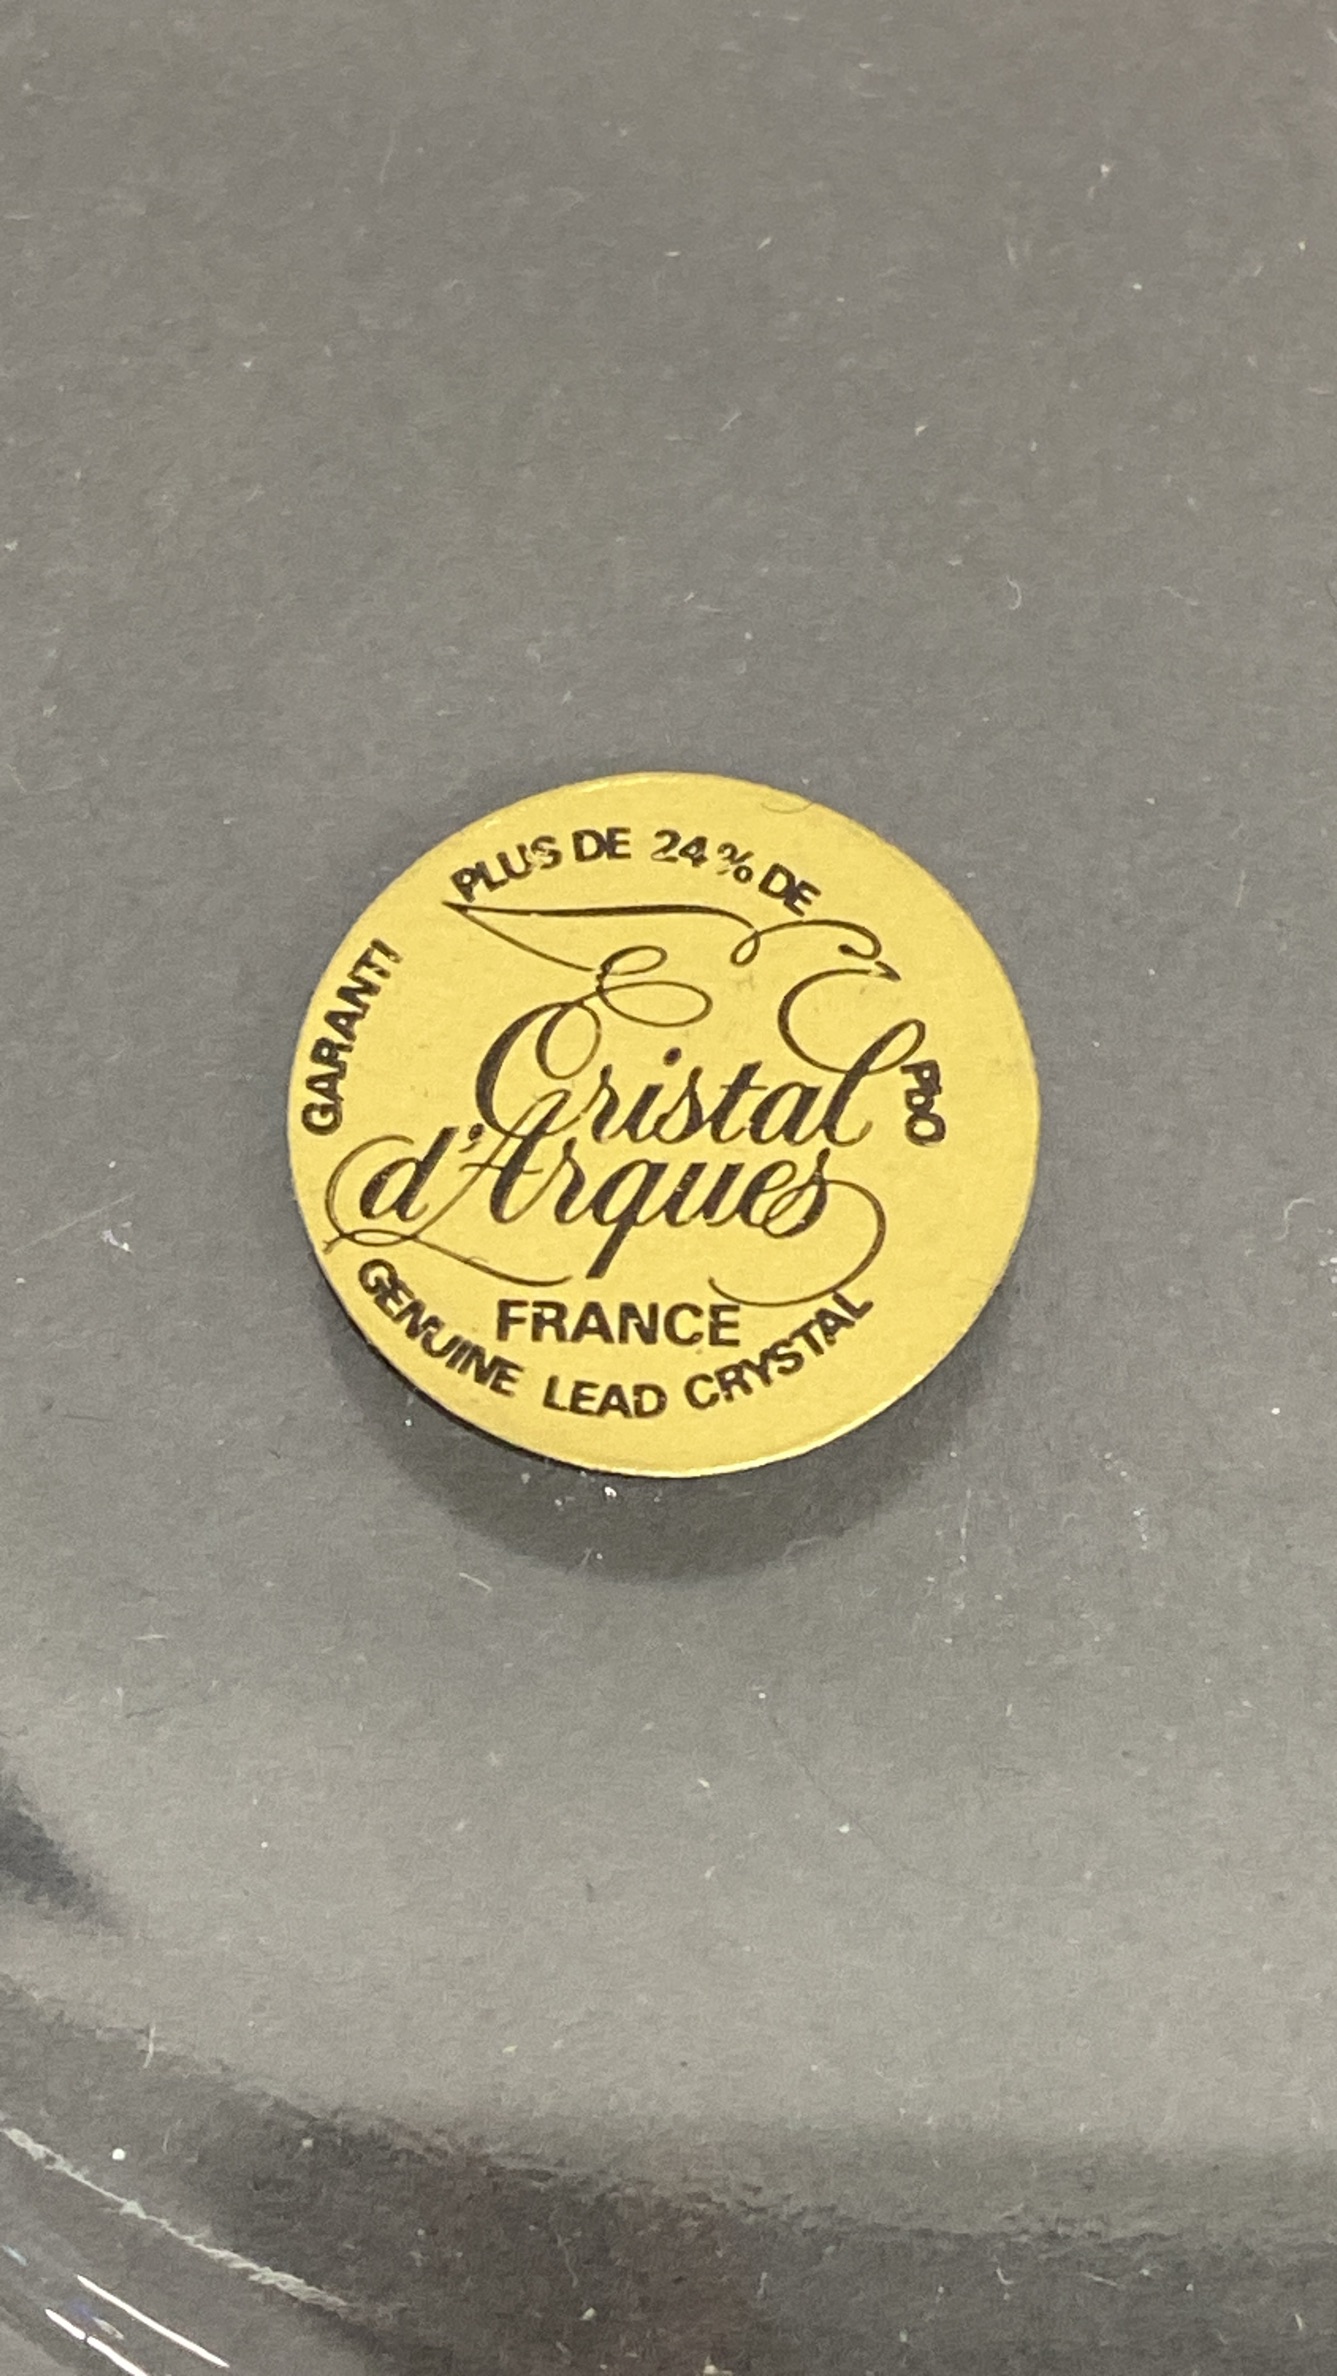 GARANTI PLUS DE 24% DE PbO
Cristal
d'Arques
FRANCE
GENUINE LEAD CRYSTAL